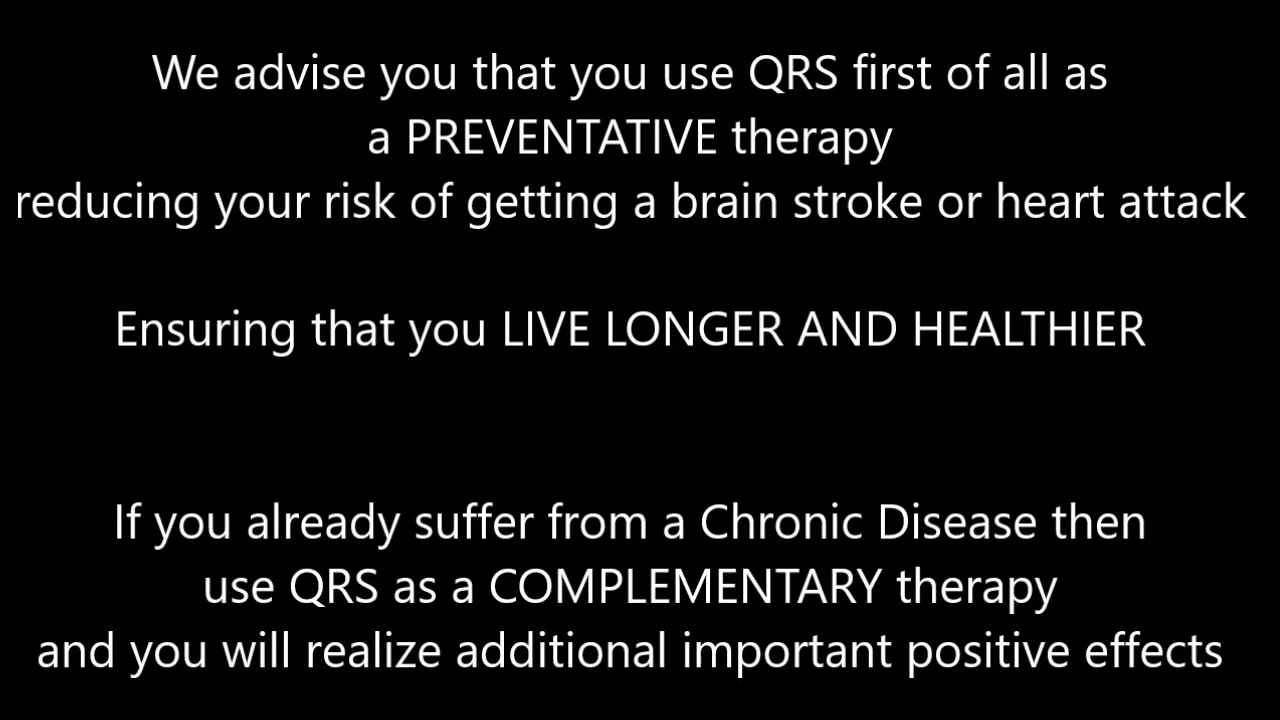 We advise you that you use QRS first of all as
a PREVENTATIVE therapy
reducing your risk of getting a brain stroke or heart attack
Ensuring that you LIVE LONGER AND HEALTHIER
If you already suffer from a Chronic Disease then
use QRS as a COMPLEMENTARY therapy
and you will realize additional important positive effects